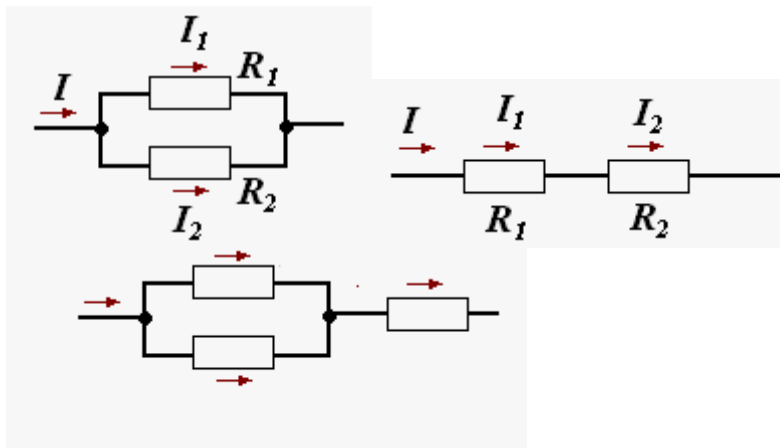 I₁
I R₁
R₂
I₂
I I₁ I₂
R₁ R₂